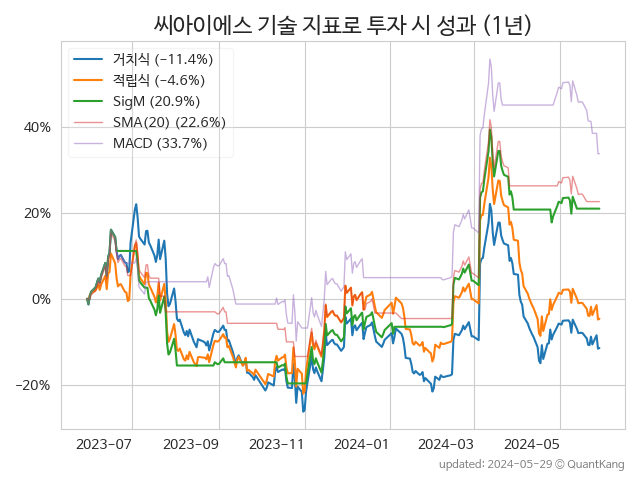 씨아이에스 기술 지표로 투자 시 성과 (1년)
거치식 (-11.4%)
적립식 (-4.6%)
SigM (20.9%)
SMA(20) (22.6%)
MACD (33.7%)
40%
20%
0%
-20%
2023-07 2023-09 2023-11 2024-01 2024-03 2024-05
updated: 2024-05-29 © QuantKang